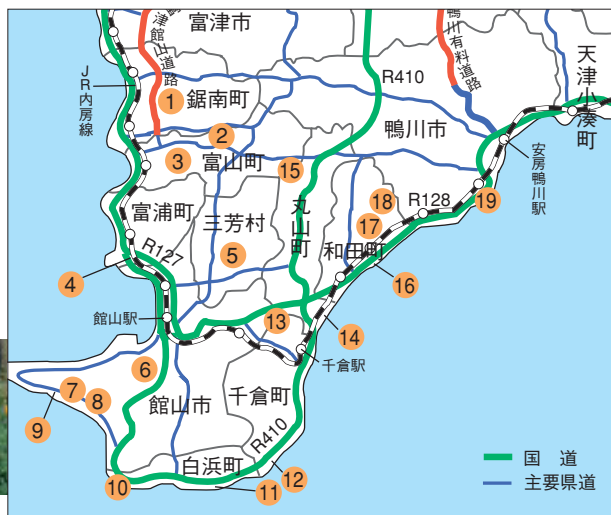 富津市
津館山道路
鴨川有料道路
天津小湊町
R410
JR内房線
1
鋸南町
2
鴨川市
3
富山町
15
安房鴨川駅
富浦町
三芳村
丸山町
18
R128
19
17
和田町
R127
5
16
4
館山駅
13
14
千倉駅
6
7
8
9
館山市
千倉町
R410
白浜町
10
11
12
国 道
主要県道